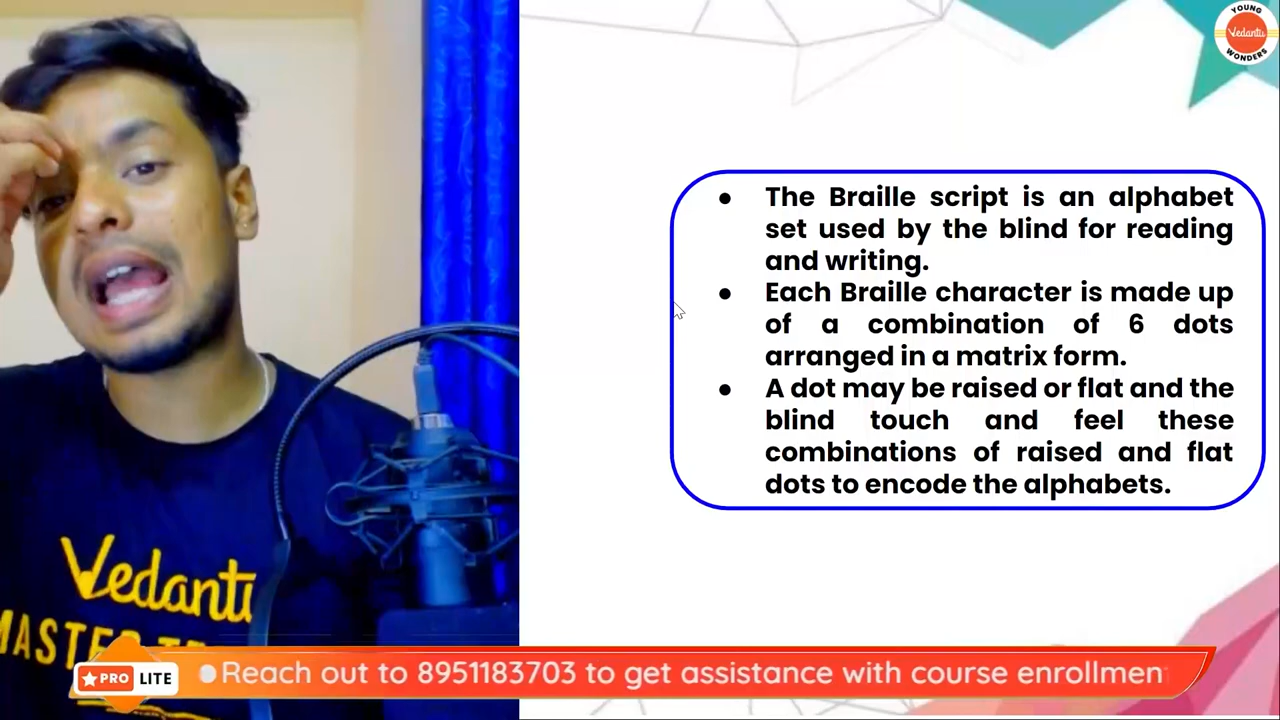 YOUNG
Vedantu
WONDERS
● The Braille script is an alphabet
set used by the blind for reading
and writing.
● Each Braille character is made up
of a combination of 6 dots
arranged in a matrix form.
● A dot may be raised or flat and the
blind touch and feel these
combinations of raised and flat
dots to encode the alphabets.
Vedantu
MASTER
PRO LITE
Reach out to 8951183703 to get assistance with course enrollmen